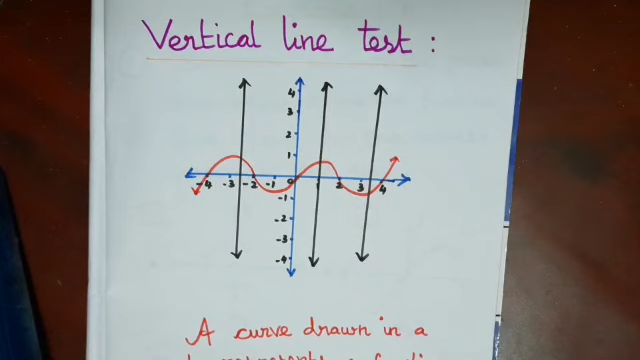 Vertical line test :
4
3
2
1
-4 -3 -2 -1 0 1 2 3 4
-1
-2
-3
-4
A curve drawn in a